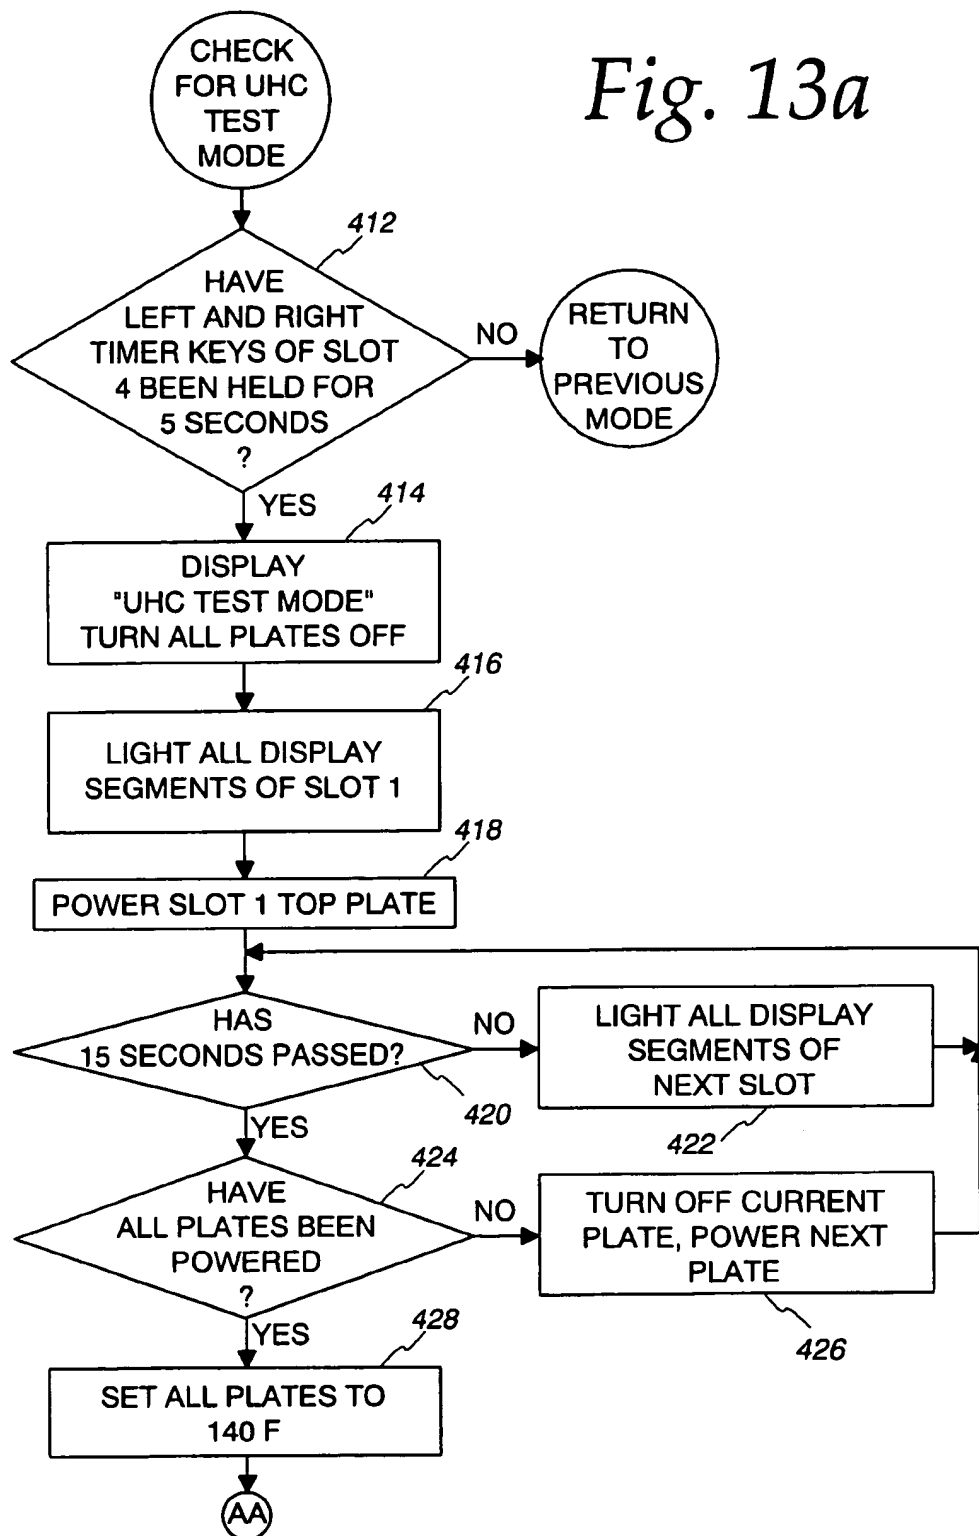 Fig. 13a
CHECK
FOR UHC
TEST
MODE
412
HAVE
LEFT AND RIGHT
TIMER KEYS OF SLOT
4 BEEN HELD FOR
5 SECONDS
?
NO
RETURN
TO
PREVIOUS
MODE
YES
414
DISPLAY
"UHC TEST MODE"
TURN ALL PLATES OFF
416
LIGHT ALL DISPLAY
SEGMENTS OF SLOT 1
418
POWER SLOT 1 TOP PLATE
HAS
15 SECONDS PASSED?
420
NO
LIGHT ALL DISPLAY
SEGMENTS OF
NEXT SLOT
422
YES
424
HAVE
ALL PLATES BEEN
POWERED
?
NO
TURN OFF CURRENT
PLATE, POWER NEXT
PLATE
426
YES
428
SET ALL PLATES TO
140 F
AA